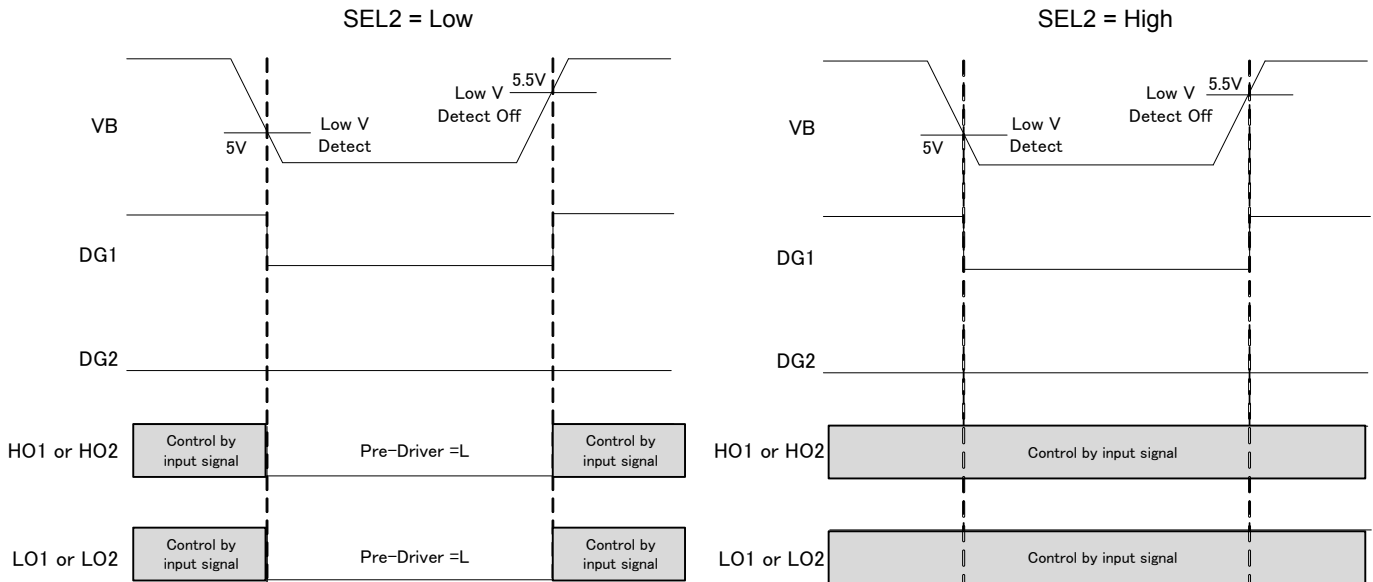 SEL2 = Low
VB
5V
Low V
Detect
Low V
Detect Off
5.5V
DG1
DG2
HO1 or HO2
Control by
input signal
Pre-Driver =L
Control by
input signal
LO1 or LO2
Control by
input signal
Pre-Driver =L
Control by
input signal
SEL2 = High
VB
5V
Low V
Detect
Low V
Detect Off
5.5V
DG1
DG2
HO1 or HO2
Control by input signal
LO1 or LO2
Control by input signal